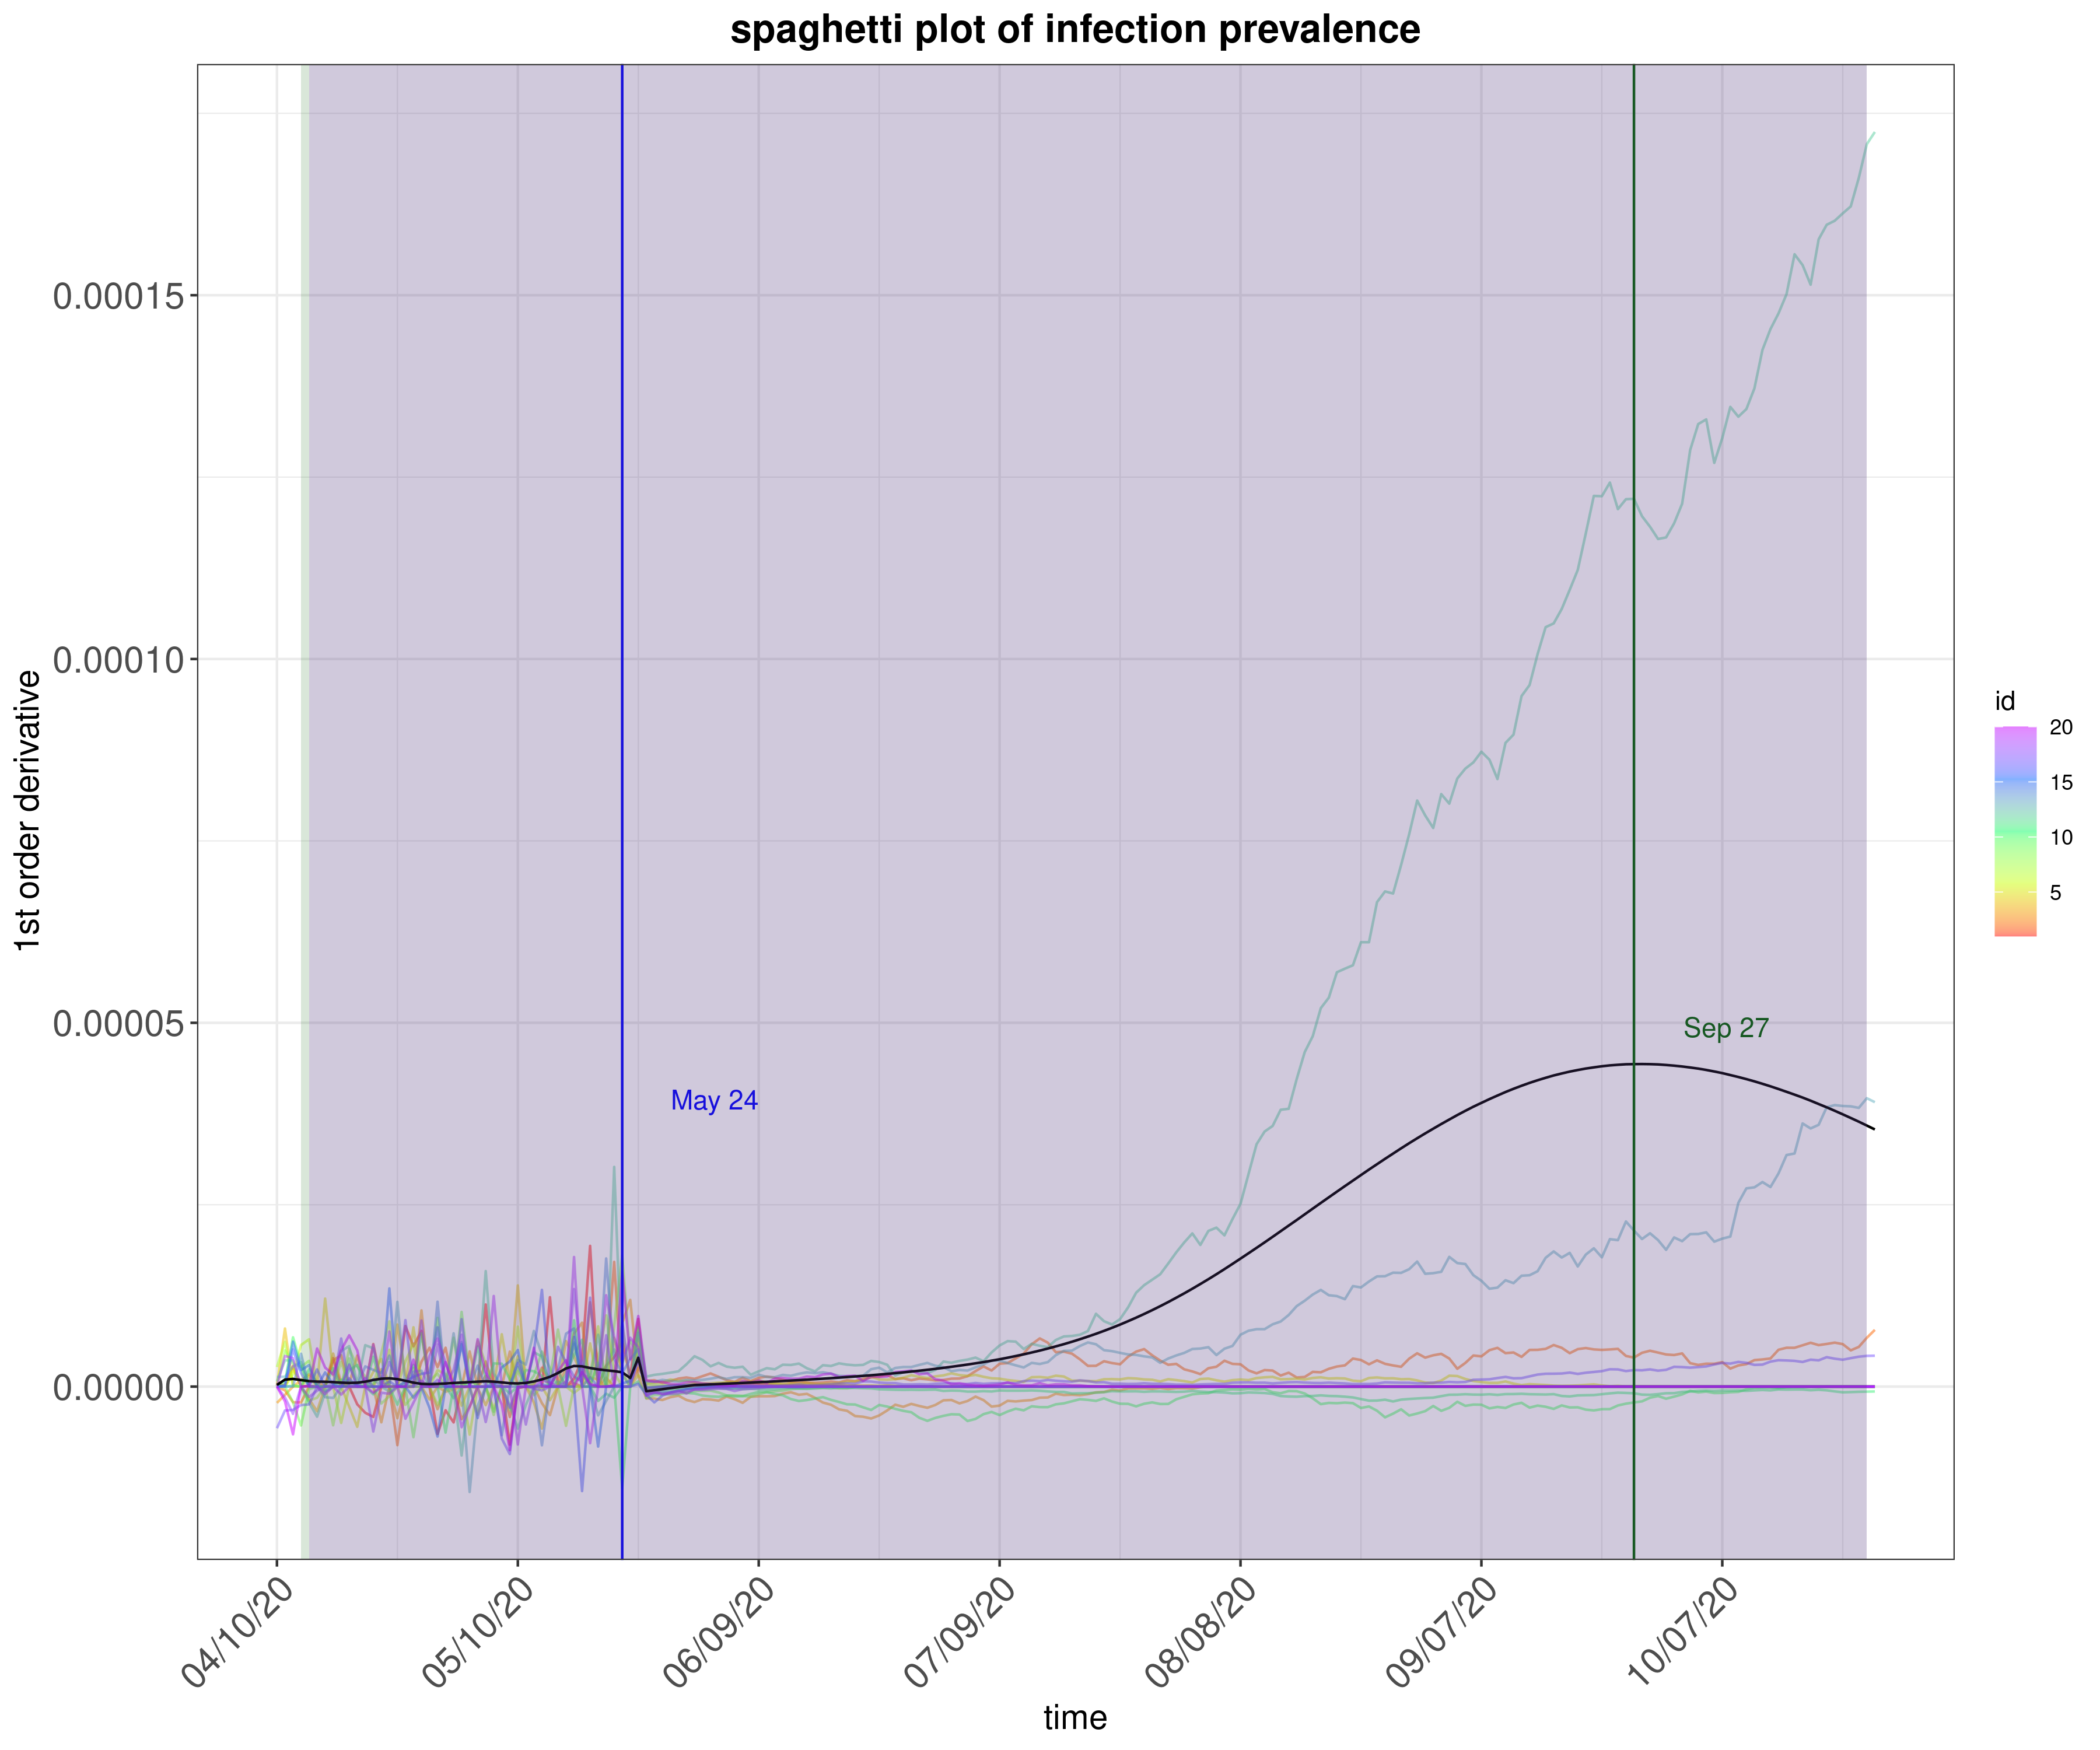 spaghetti plot of infection prevalence
1st order derivative
0.00015
0.00010
0.00005
0.00000
May 24
Sep 27
04/10/20
05/10/20
06/09/20
07/09/20
08/08/20
09/07/20
10/07/20
time
id
20
15
10
5